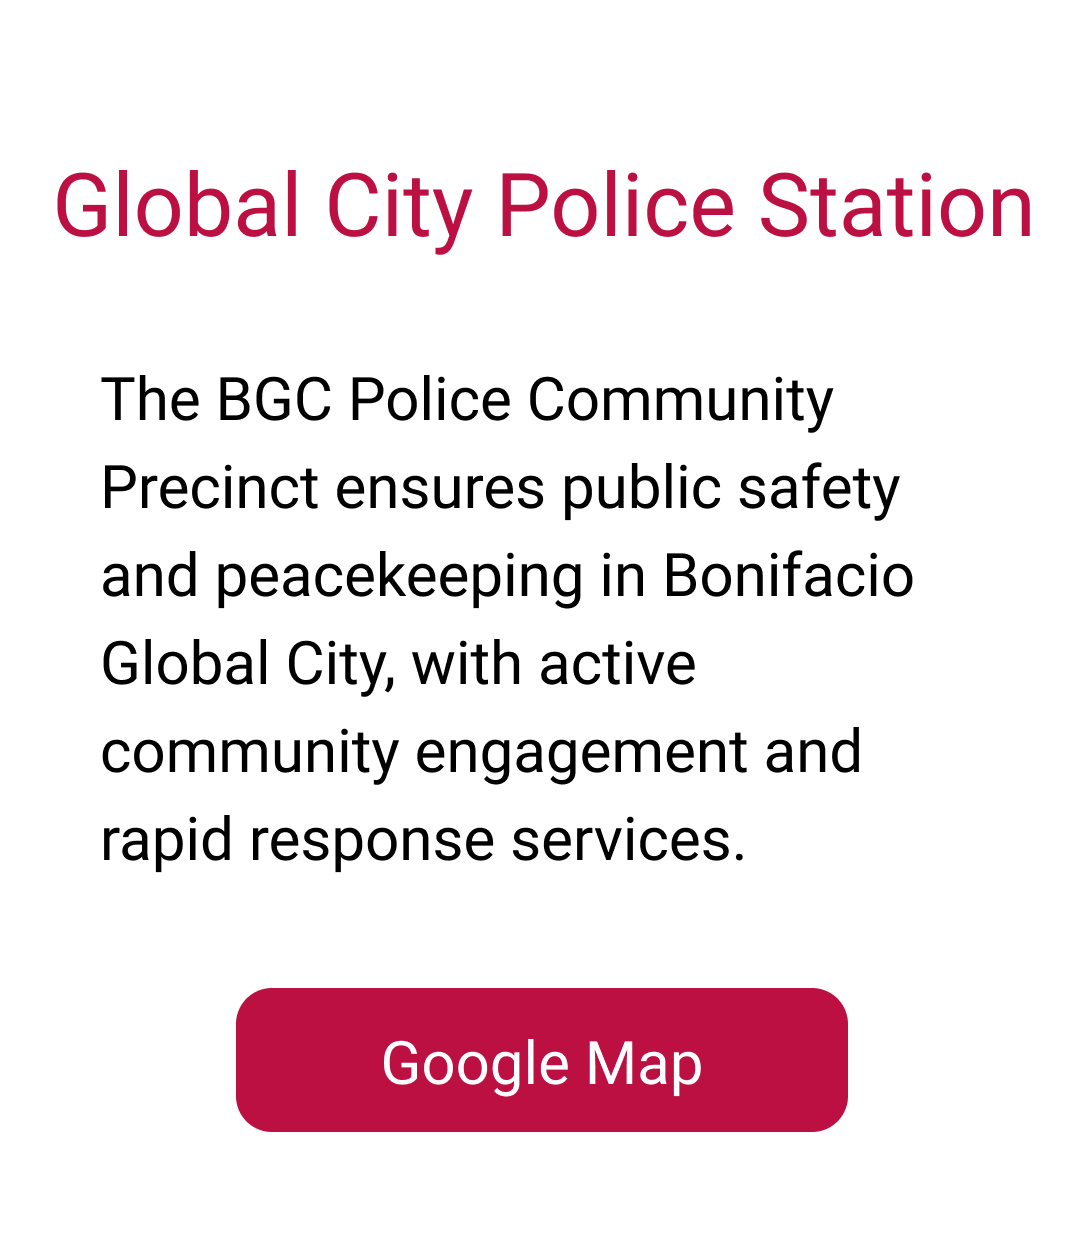 Global City Police Station
The BGC Police Community
Precinct ensures public safety
and peacekeeping in Bonifacio
Global City, with active
community engagement and
rapid response services.
Google Map